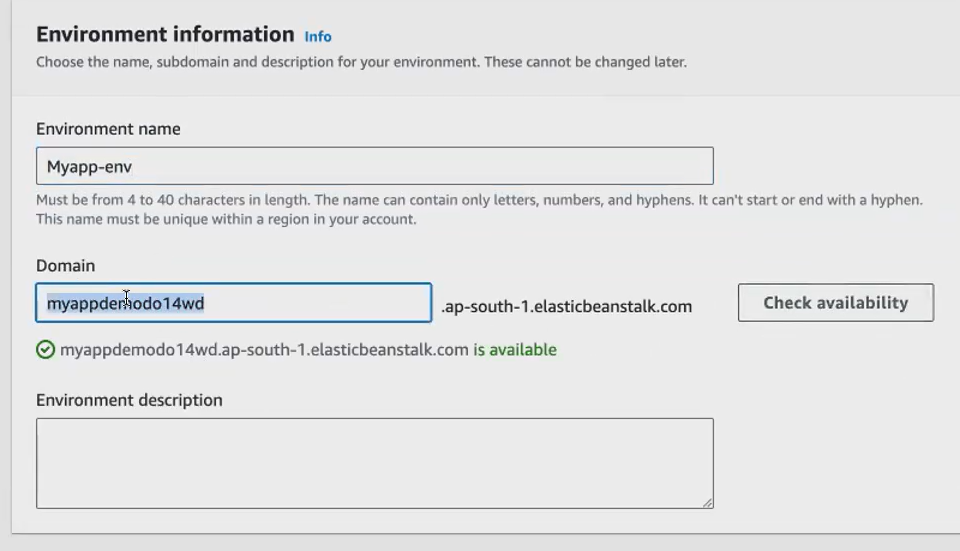 Environment information Info
Choose the name, subdomain and description for your environment. These cannot be changed later.
Environment name
Myapp-env
Must be from 4 to 40 characters in length. The name can contain only letters, numbers, and hyphens. It can't start or end with a hyphen.
This name must be unique within a region in your account.
Domain
myappdemodo14wd .ap-south-1.elasticbeanstalk.com Check availability
myappdemodo14wd.ap-south-1.elasticbeanstalk.com is available
Environment description